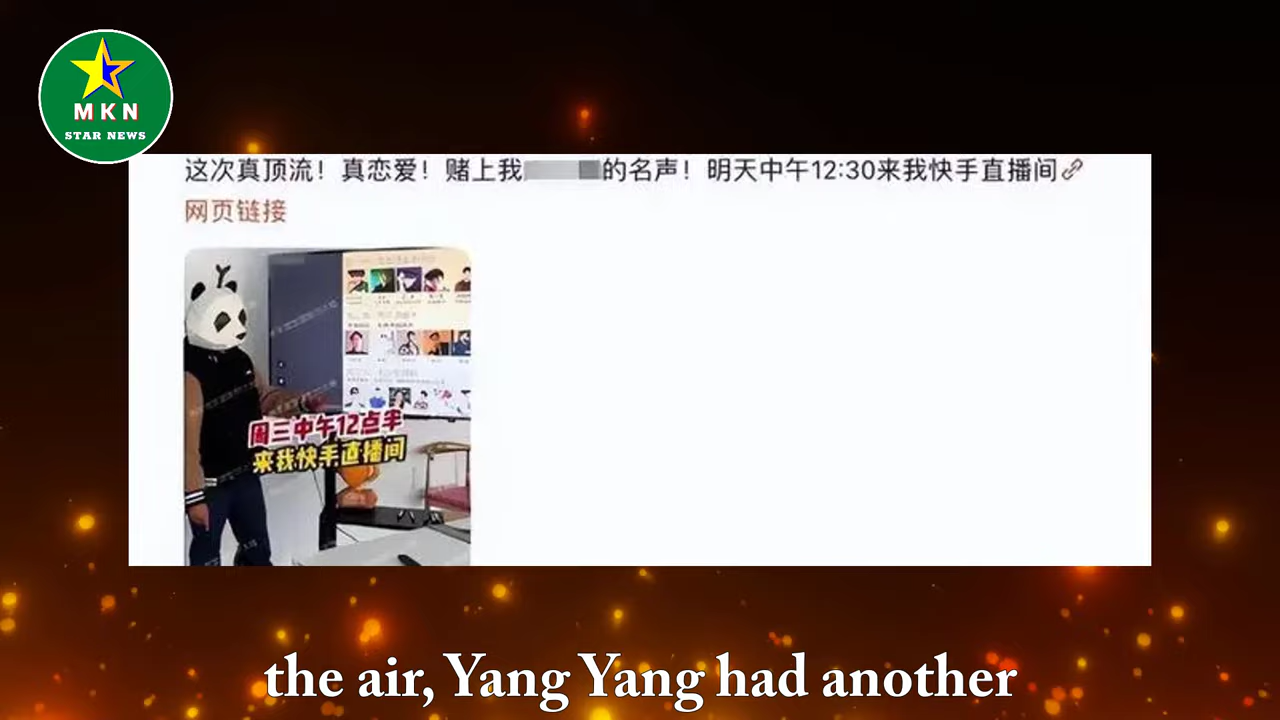 MKN
STAR NEWS
这次真顶流！真恋爱！赌上我
的名声！明天中午12:30来我快手直播间
网页链接
周三中午12点半
来我快手直播间
the air, Yang Yang had another